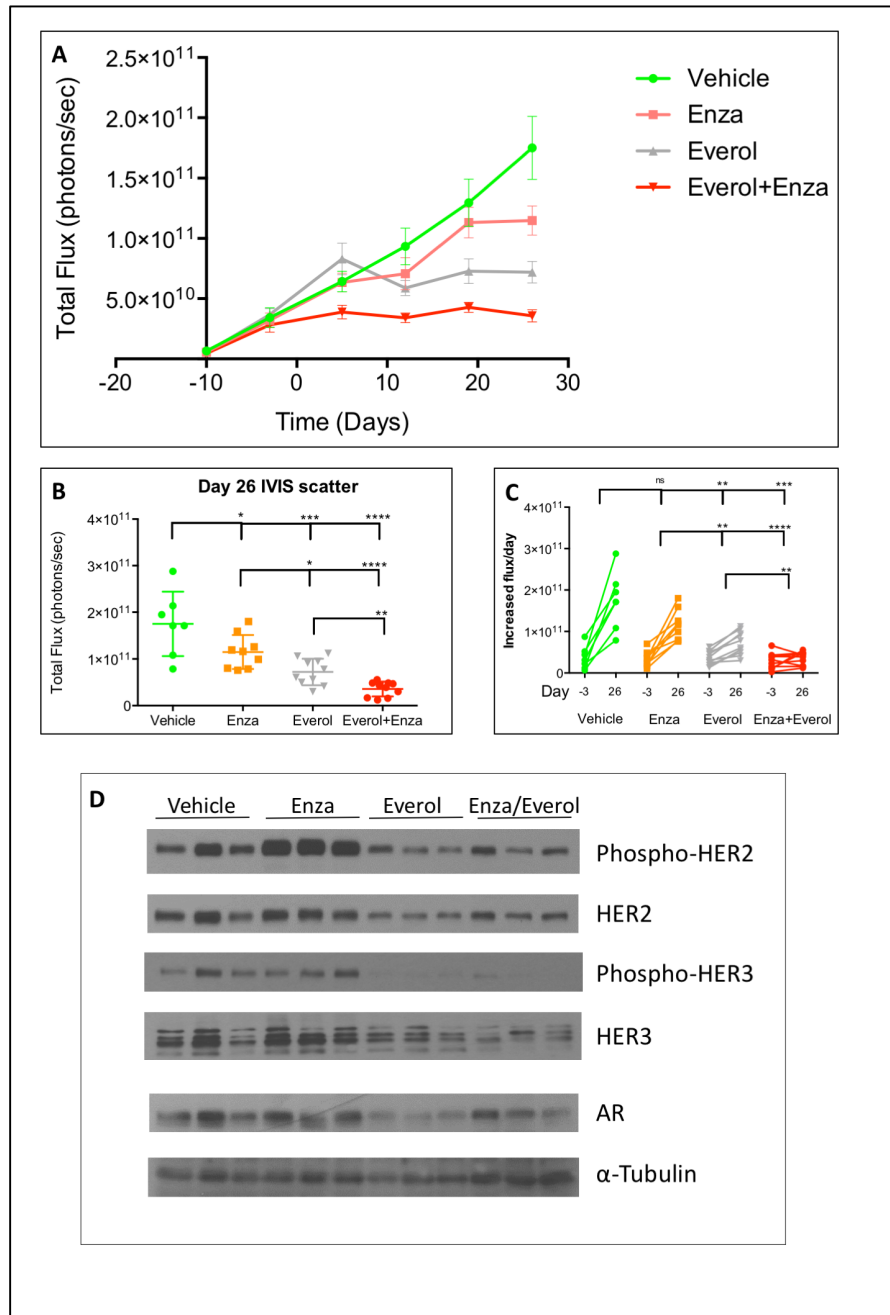 A
Total Flux (photons/sec)
2.5×10¹¹
2.0×10¹¹
1.5×10¹¹
1.0×10¹¹
5.0×10¹⁰
-20 -10 0 10 20 30
Time (Days)
Vehicle
Enza
Everol
Everol+Enza
B
Day 26 IVIS scatter
Total Flux (photons/sec)
4×10¹¹
3×10¹¹
2×10¹¹
1×10¹¹
0
* *** ****
* ****
**
Vehicle Enza Everol Everol+Enza
C
Increased flux/day
4×10¹¹
3×10¹¹
2×10¹¹
1×10¹¹
0
ns ** ***
** ****
**
Day -3 26 -3 26 -3 26 -3 26
Vehicle Enza Everol Enza+Everol
D
Vehicle Enza Everol Enza/Everol
Phospho-HER2
HER2
Phospho-HER3
HER3
AR
α-Tubulin